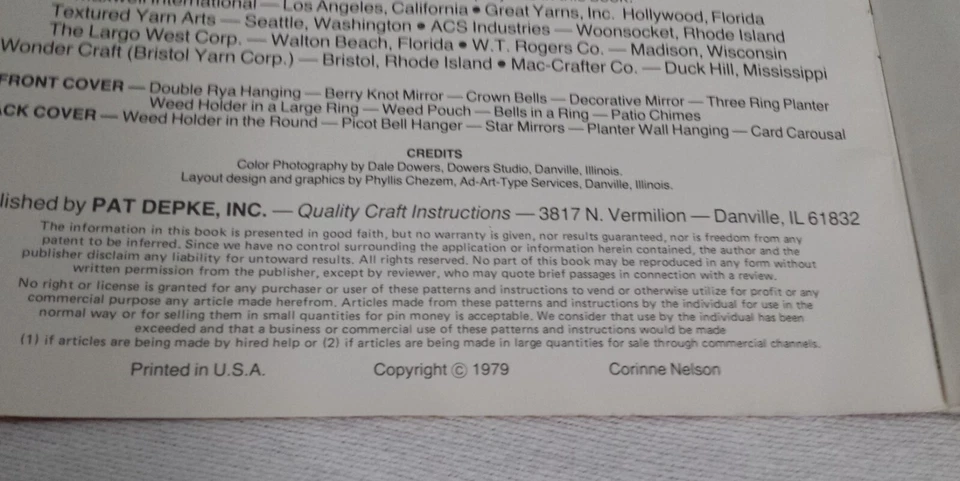 International — Los Angeles, California • Great Yarns, Inc. Hollywood, Florida
Textured Yarn Arts — Seattle, Washington • ACS Industries — Woonsocket, Rhode Island
The Largo West Corp. — Walton Beach, Florida • W.T. Rogers Co. — Madison, Wisconsin
Wonder Craft (Bristol Yarn Corp.) — Bristol, Rhode Island • Mac-Crafter Co. — Duck Hill, Mississippi
FRONT COVER — Double Rya Hanging — Berry Knot Mirror — Crown Bells — Decorative Mirror — Three Ring Planter
Weed Holder in a Large Ring — Weed Pouch — Bells in a Ring — Patio Chimes
ACK COVER — Weed Holder in the Round — Picot Bell Hanger — Star Mirrors — Planter Wall Hanging — Card Carousal
CREDITS
Color Photography by Dale Dowers, Dowers Studio, Danville, Illinois.
Layout design and graphics by Phyllis Chezem, Ad-Art-Type Services, Danville, Illinois.
lished by PAT DEPKE, INC. — Quality Craft Instructions — 3817 N. Vermilion — Danville, IL 61832
The information in this book is presented in good faith, but no warranty is given, nor results guaranteed, nor is freedom from any
patent to be inferred. Since we have no control surrounding the application or information herein contained, the author and the
publisher disclaim any liability for untoward results. All rights reserved. No part of this book may be reproduced in any form without
written permission from the publisher, except by reviewer, who may quote brief passages in connection with a review.
No right or license is granted for any purchaser or user of these patterns and instructions to vend or otherwise utilize for profit or any
commercial purpose any article made herefrom. Articles made from these patterns and instructions by the individual for use in the
normal way or for selling them in small quantities for pin money is acceptable. We consider that use by the individual has been
exceeded and that a business or commercial use of these patterns and instructions would be made
(1) if articles are being made by hired help or (2) if articles are being made in large quantities for sale through commercial channels.
Printed in U.S.A. Copyright © 1979 Corinne Nelson